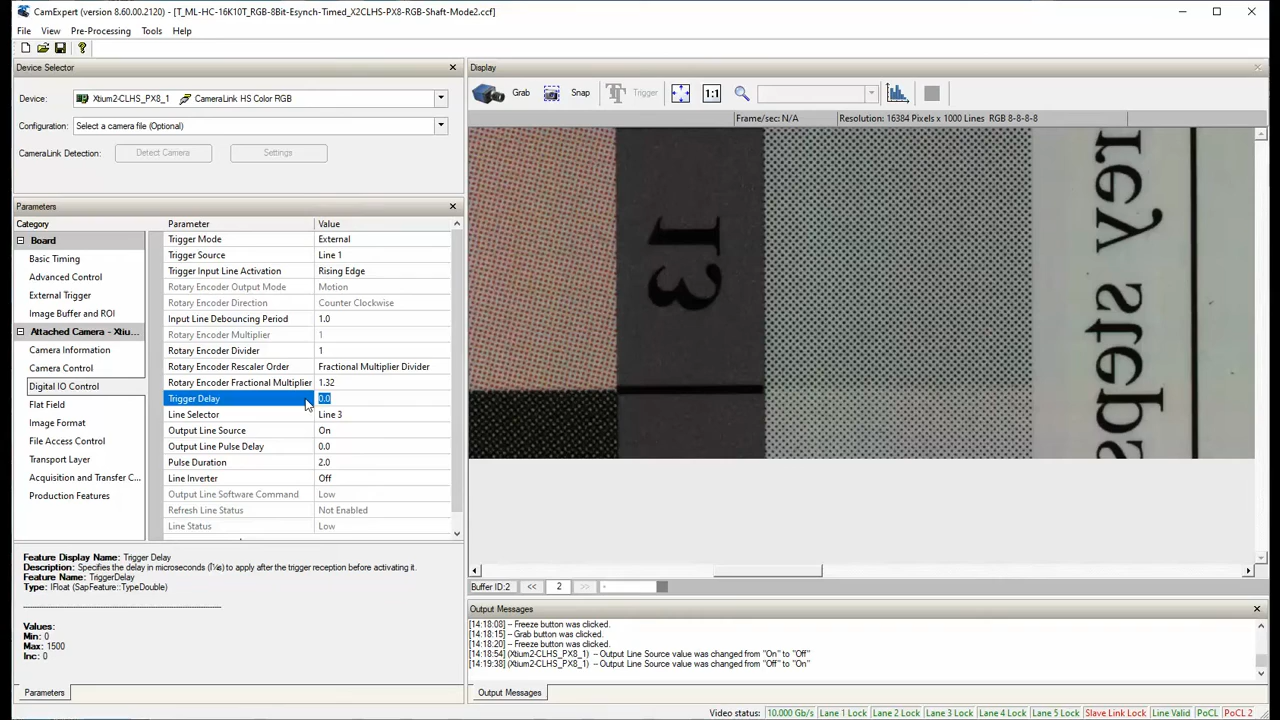 CamExpert (version 8.60.00.2120) - [T_ML-HC-16K10T_RGB-8Bit-Esynch-Timed_X2CLHS-PX8-RGB-Shaft-Mode2.ccf]
File View Pre-Processing Tools Help
Device Selector
Device: Xtium2-CLHS_PX8_1 CameraLink HS Color RGB
Configuration: Select a camera file (Optional)
CameraLink Detection: Detect Camera Settings
Parameters
Category
Board
Basic Timing
Advanced Control
External Trigger
Image Buffer and ROI
Attached Camera - Xtiu...
Camera Information
Camera Control
Digital IO Control
Flat Field
Image Format
File Access Control
Transport Layer
Acquisition and Transfer C...
Power Features
Parameter Value
Trigger Mode External
Trigger Source Line 1
Trigger Input Line Activation Rising Edge
Rotary Encoder Output Mode Motion
Rotary Encoder Direction Counter Clockwise
Input Line Debouncing Period 1.0
Rotary Encoder Multiplier 1
Rotary Encoder Divider 1
Rotary Encoder Rescaler Order Fractional Multiplier Divider
Rotary Encoder Fractional Multiplier 1.32
Trigger Delay 0.0
Line Selector Line 3
Output Line Source On
Output Line Pulse Delay 0.0
Pulse Duration 2.0
Line Inverter Off
Output Line Software Command Low
Refresh Line Status Not Enabled
Line Status Low
Feature Display Name: Trigger Delay
Description: Specifies the delay in microseconds (Î¼s) to apply after the trigger reception before activating it.
Feature Name: TriggerDelay
Type: IFloat (SapFeature::TypeDouble)
Values:
Min: 0
Max: 1500
Inc: 0
Parameters
Display
Grab Snap Trigger 1:1
Frame/sec: N/A Resolution: 16384 Pixels x 1000 Lines RGB 8-8-8-8
13
rey steps
Buffer ID:2 << 2 >>
Output Messages
[14:18:08] -- Freeze button was clicked.
[14:18:15] -- Grab button was clicked.
[14:18:20] -- Freeze button was clicked.
[14:18:54] (Xtium2-CLHS_PX8_1) -- Output Line Source value was changed from "On" to "Off"
[14:19:38] (Xtium2-CLHS_PX8_1) -- Output Line Source value was changed from "Off" to "On"
Output Messages
Video status: 10.000 Gb/s Lane 1 Lock Lane 2 Lock Lane 3 Lock Lane 4 Lock Lane 5 Lock Slave Link Lock Line Valid PoCL PoCL 2